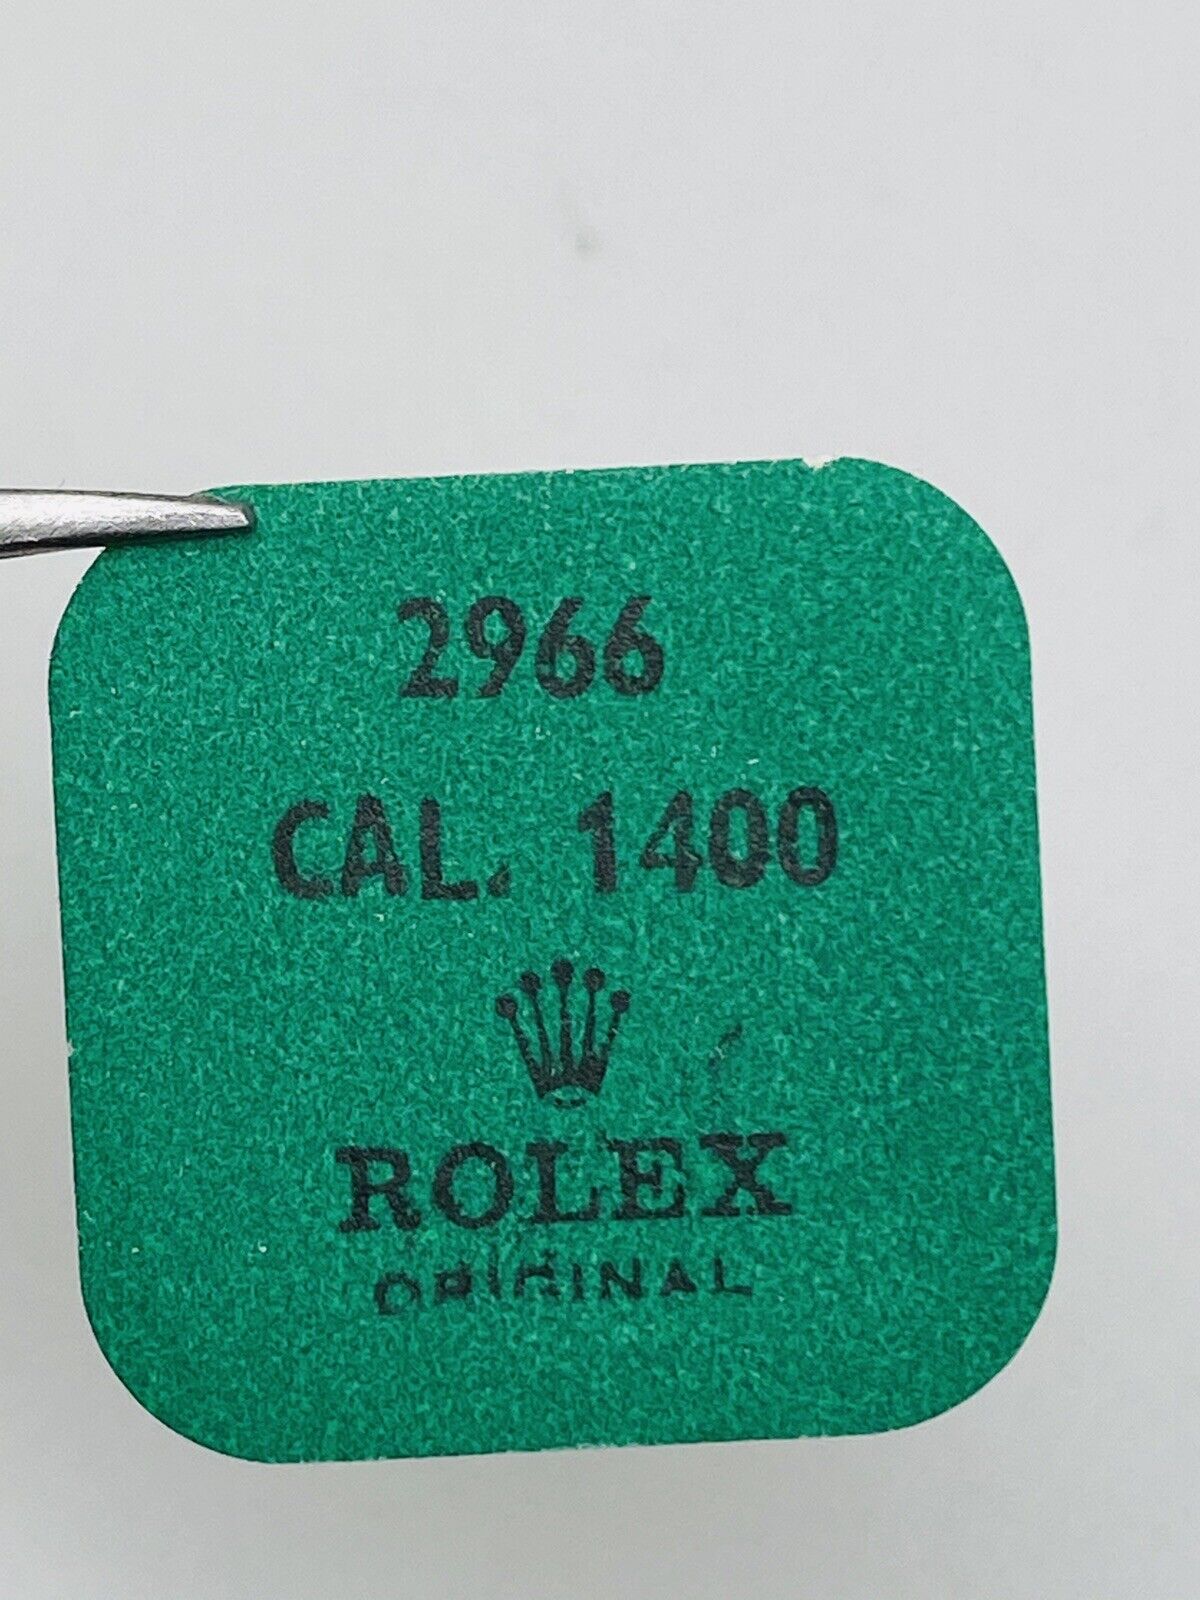 2966
CAL. 1400
ROLEX
ORIGINAL